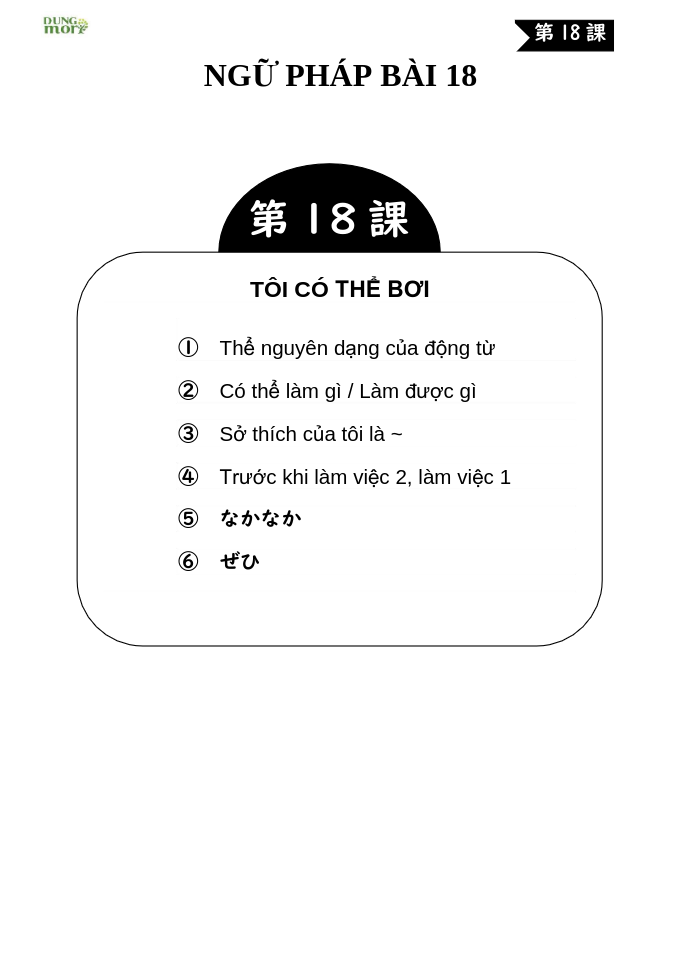 DUNG
mori
第 18 課
NGỮ PHÁP BÀI 18
第 18 課
TÔI CÓ THỂ BƠI
① Thể nguyên dạng của động từ
② Có thể làm gì / Làm được gì
③ Sở thích của tôi là ~
④ Trước khi làm việc 2, làm việc 1
⑤ なかなか
⑥ ぜひ